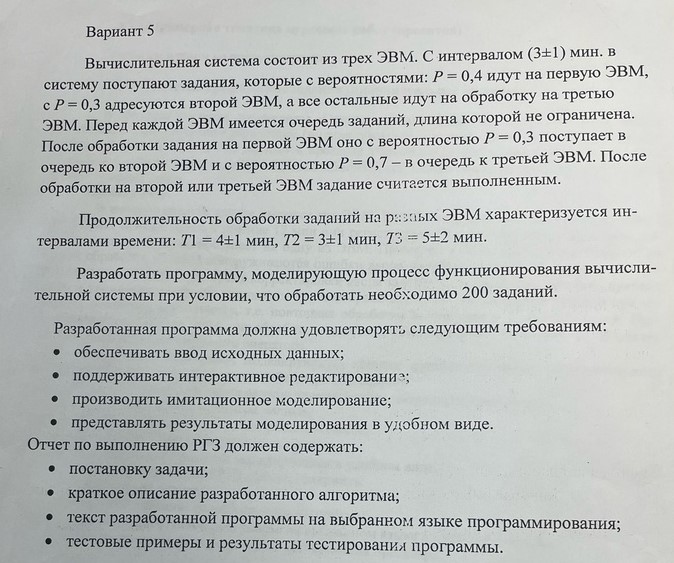 Вариант 5
Вычислительная система состоит из трех ЭВМ. С интервалом (3±1) мин. в
систему поступают задания, которые с вероятностями: P = 0,4 идут на первую ЭВМ,
с P = 0,3 адресуются второй ЭВМ, а все остальные идут на обработку на третью
ЭВМ. Перед каждой ЭВМ имеется очередь заданий, длина которой не ограничена.
После обработки задания на первой ЭВМ оно с вероятностью P = 0,3 поступает в
очередь ко второй ЭВМ и с вероятностью P = 0,7 – в очередь к третьей ЭВМ. После
обработки на второй или третьей ЭВМ задание считается выполненным.
Продолжительность обработки заданий на разных ЭВМ характеризуется ин-
тервалами времени: T1 = 4±1 мин, T2 = 3±1 мин, T3 = 5±2 мин.
Разработать программу, моделирующую процесс функционирования вычисли-
тельной системы при условии, что обработать необходимо 200 заданий.
Разработанная программа должна удовлетворять следующим требованиям:
• обеспечивать ввод исходных данных;
• поддерживать интерактивное редактирование;
• производить имитационное моделирование;
• представлять результаты моделирования в удобном виде.
Отчет по выполнению РГЗ должен содержать:
• постановку задачи;
• краткое описание разработанного алгоритма;
• текст разработанной программы на выбранном языке программирования;
• тестовые примеры и результаты тестирования программы.